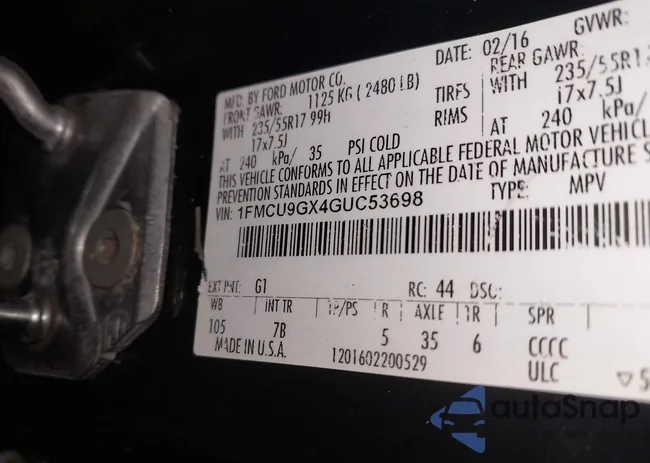 MFD. BY FORD MOTOR CO. DATE: 02/16 GVWR:
FRONT GAWR: 1125 KG ( 2480 LB) REAR GAWR:
WITH 235/55R17 99H TIRES WITH 235/55R17
17x7.5J RIMS 17x7.5J
AT 240 kPa/ 35 PSI COLD AT 240 kPa/
THIS VEHICLE CONFORMS TO ALL APPLICABLE FEDERAL MOTOR VEHICL
PREVENTION STANDARDS IN EFFECT ON THE DATE OF MANUFACTURE S
VIN: 1FMCU9GX4GUC53698 TYPE: MPV
EXT PNT: G1 RC: 44 DSO:
WB INT TR TP/PS R AXLE TR SPR
105 7B 5 35 6 CCCC
MADE IN U.S.A. 1201602200529 ULC
▽5
autoSnap